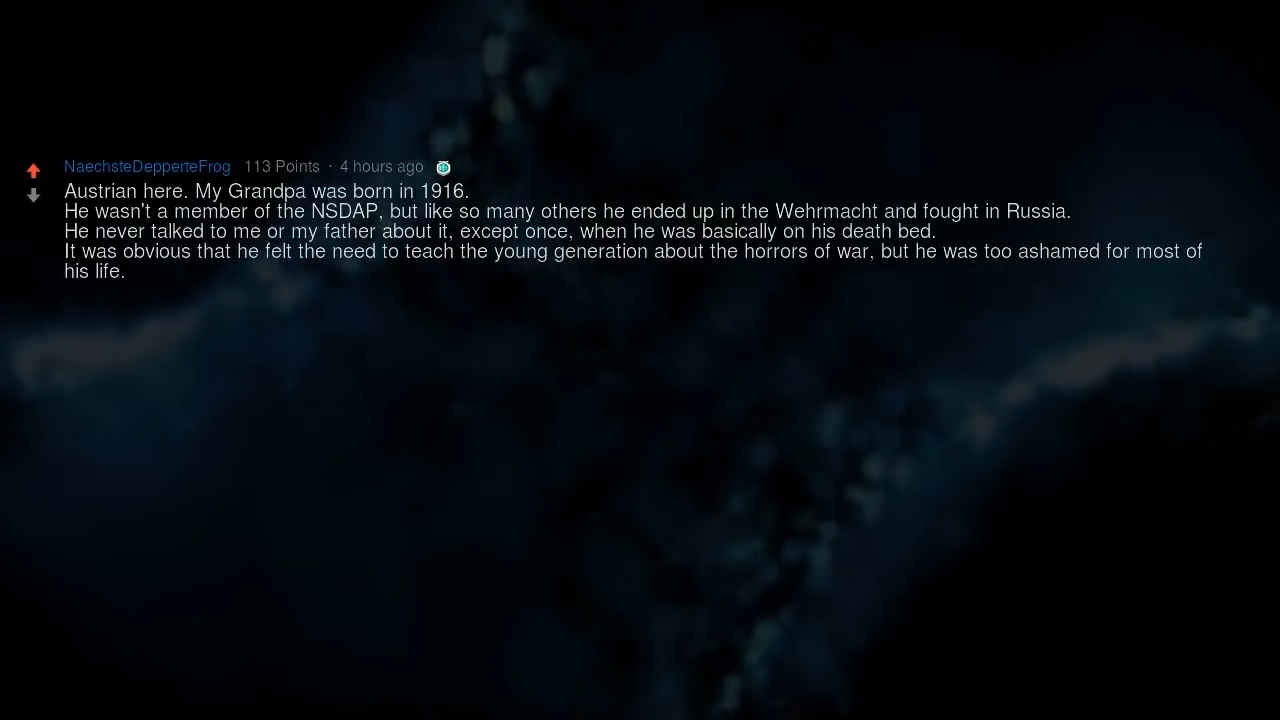 NaechsteDepperteFrog 113 Points · 4 hours ago
Austrian here. My Grandpa was born in 1916.
He wasn't a member of the NSDAP, but like so many others he ended up in the Wehrmacht and fought in Russia.
He never talked to me or my father about it, except once, when he was basically on his death bed.
It was obvious that he felt the need to teach the young generation about the horrors of war, but he was too ashamed for most of
his life.